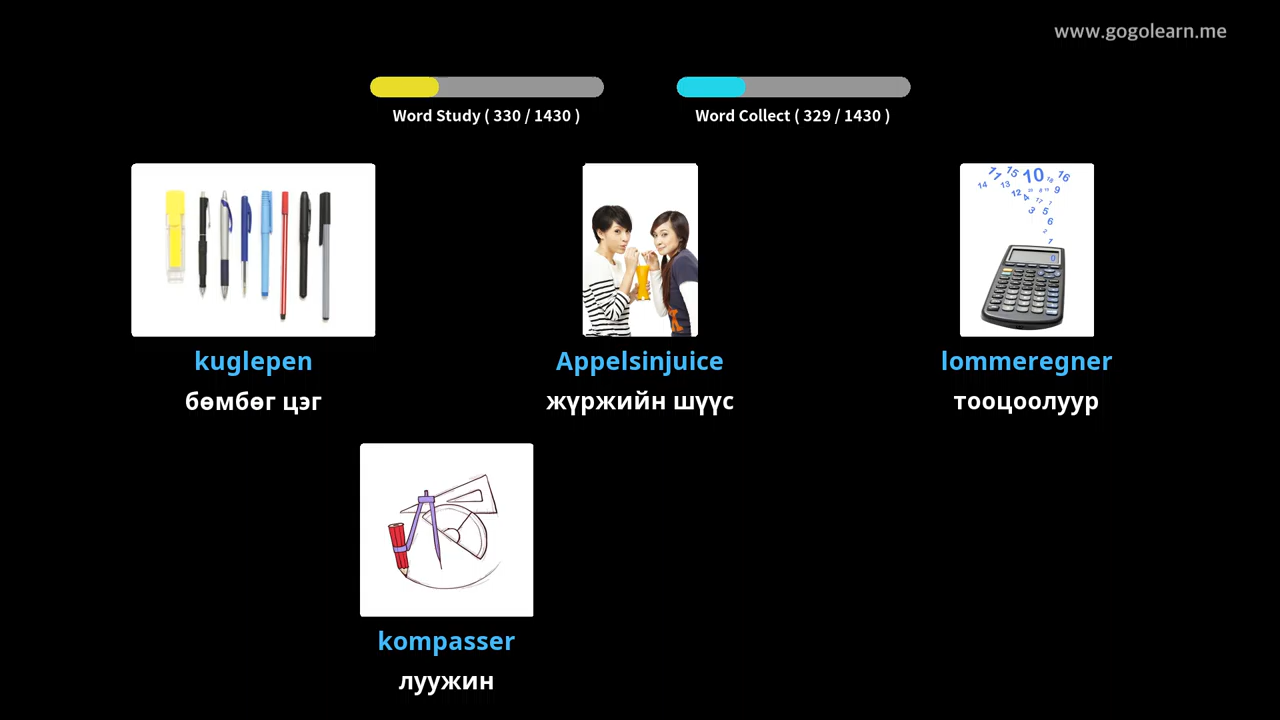 www.gogolearn.me
Word Study ( 330 / 1430 )
Word Collect ( 329 / 1430 )
kuglepen
бөмбөг цэг
Appelsinjuice
жүржийн шүүс
lommeregner
тооцоолуур
kompasser
луужин